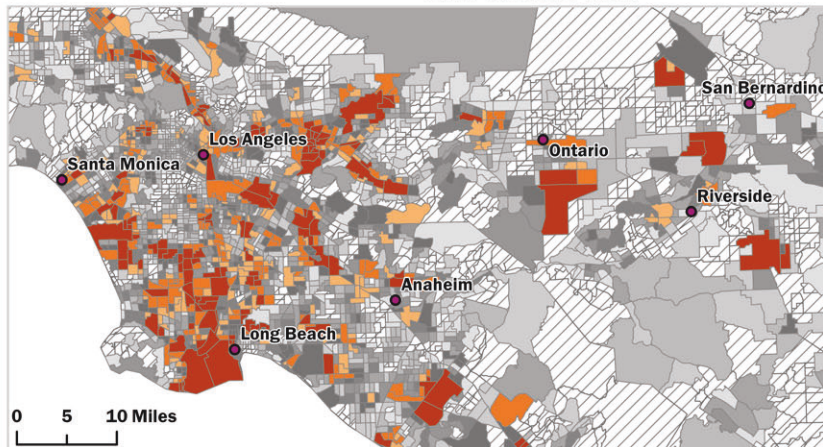 San Bernardino
Los Angeles
Ontario
Santa Monica
Riverside
Anaheim
Long Beach
0 5 10 Miles